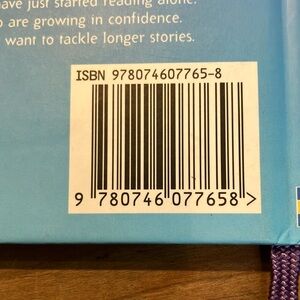 have just started reading alone.
o are growing in confidence.
want to tackle longer stories.
ISBN 978074607765-8
9 780746 077658 >